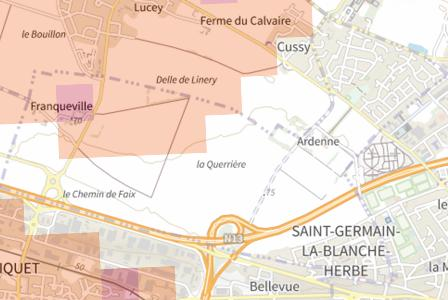 Lucey
Ferme du Calvaire
le Bouillon
Cussy
Delle de Linery
Franqueville
170
Ardenne
la Querrière
le Chemin de Faix
75
SAINT-GERMAIN-
LA-BLANCHE-
HERBE
N13
le
IQUET
50
la M
Bellevue